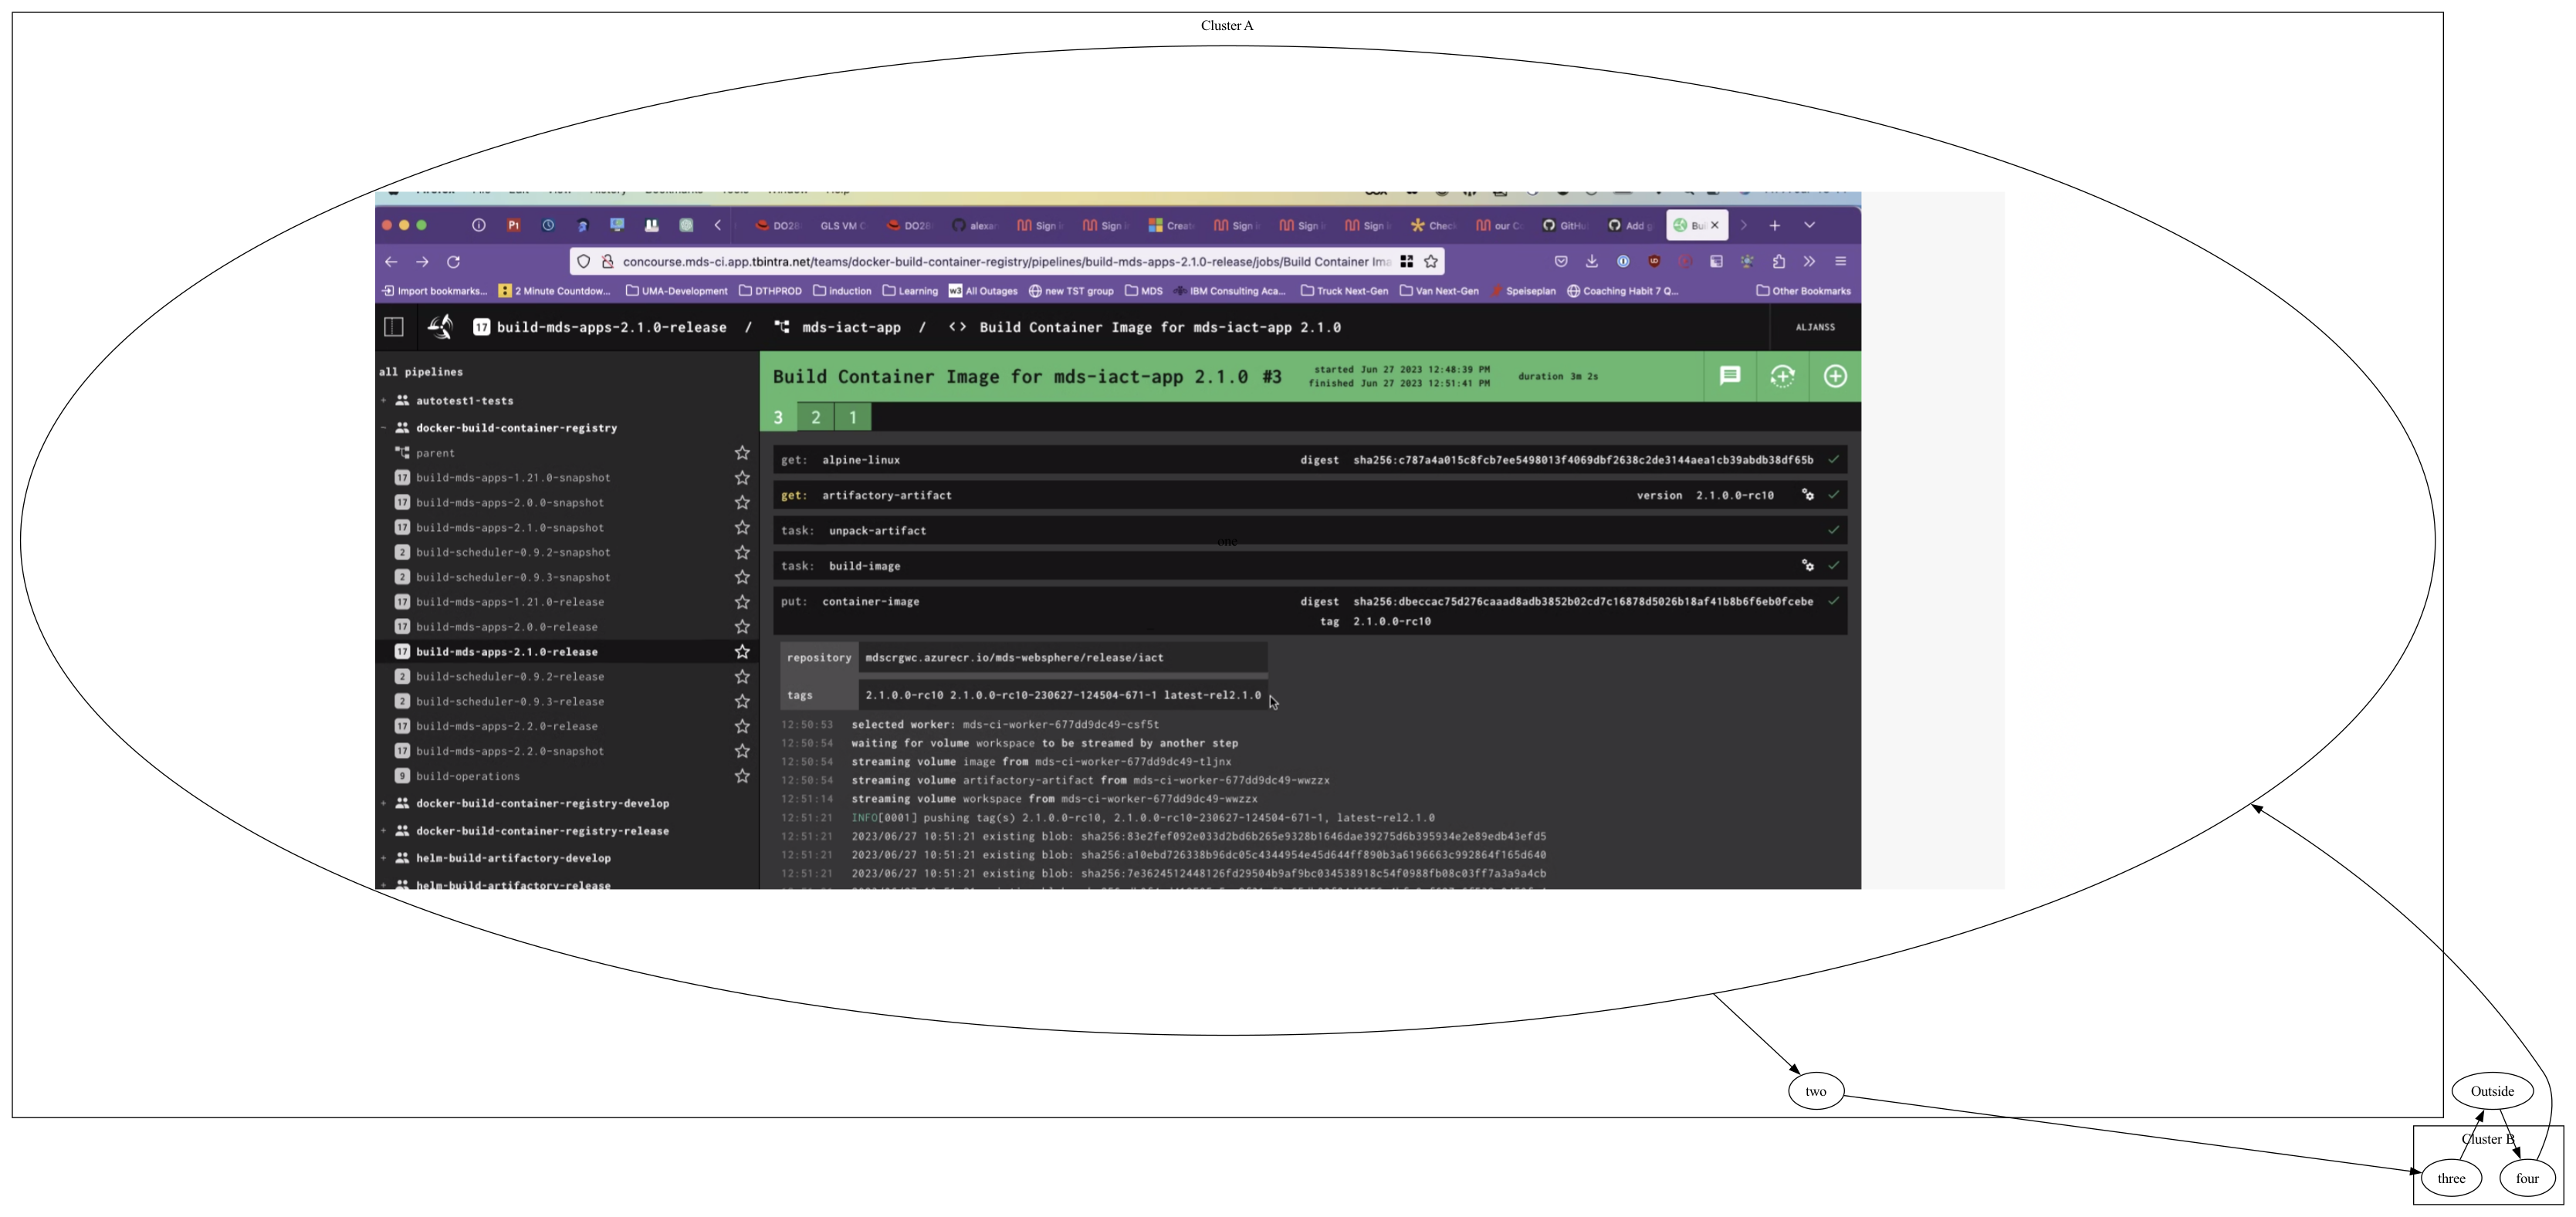 Cluster A
DO28 GLS VM C DO28 alexar Sign i Sign i Creat Sign i Sign i Sign i Chec our C GitHu Add g Bui
concourse.mds-ci.app.tbintra.net/teams/docker-build-container-registry/pipelines/build-mds-apps-2.1.0-release/jobs/Build Container Ima
Import bookmarks... 2 Minute Countdow... UMA-Development DTHPROD induction Learning w3 All Outages new TST group MDS IBM Consulting Aca... Truck Next-Gen Van Next-Gen Speiseplan Coaching Habit 7 Q... Other Bookmarks
17 build-mds-apps-2.1.0-release / mds-iact-app / <> Build Container Image for mds-iact-app 2.1.0 ALJANSS
all pipelines
+ autotest1-tests
- docker-build-container-registry
parent
17 build-mds-apps-1.21.0-snapshot
17 build-mds-apps-2.0.0-snapshot
17 build-mds-apps-2.1.0-snapshot
2 build-scheduler-0.9.2-snapshot
2 build-scheduler-0.9.3-snapshot
17 build-mds-apps-1.21.0-release
17 build-mds-apps-2.0.0-release
17 build-mds-apps-2.1.0-release
2 build-scheduler-0.9.2-release
2 build-scheduler-0.9.3-release
17 build-mds-apps-2.2.0-release
17 build-mds-apps-2.2.0-snapshot
9 build-operations
+ docker-build-container-registry-develop
+ docker-build-container-registry-release
+ helm-build-artifactory-develop
+ helm-build-artifactory-release
Build Container Image for mds-iact-app 2.1.0 #3
started Jun 27 2023 12:48:39 PM
finished Jun 27 2023 12:51:41 PM
duration 3m 2s
3 2 1
get: alpine-linux digest sha256:c787a4a015c8fcb7ee5498013f4069dbf2638c2de3144aea1cb39abdb38df65b
get: artifactory-artifact version 2.1.0.0-rc10
task: unpack-artifact
one
task: build-image
put: container-image digest sha256:dbeccac75d276caaad8adb3852b02cd7c16878d5026b18af41b8b6f6eb0fcebe
tag 2.1.0.0-rc10
repository mdscrgwc.azurecr.io/mds-websphere/release/iact
tags 2.1.0.0-rc10 2.1.0.0-rc10-230627-124504-671-1 latest-rel2.1.0
12:50:53 selected worker: mds-ci-worker-677dd9dc49-csf5t
12:50:54 waiting for volume workspace to be streamed by another step
12:50:54 streaming volume image from mds-ci-worker-677dd9dc49-tljnx
12:50:54 streaming volume artifactory-artifact from mds-ci-worker-677dd9dc49-wwzzx
12:51:14 streaming volume workspace from mds-ci-worker-677dd9dc49-wwzzx
12:51:21 INFO[0001] pushing tag(s) 2.1.0.0-rc10, 2.1.0.0-rc10-230627-124504-671-1, latest-rel2.1.0
12:51:21 2023/06/27 10:51:21 existing blob: sha256:83e2fef092e033d2bd6b265e9328b1646dae39275d6b395934e2e89edb43efd5
12:51:21 2023/06/27 10:51:21 existing blob: sha256:a10ebd726338b96dc05c4344954e45d644ff890b3a6196663c992864f165d640
12:51:21 2023/06/27 10:51:21 existing blob: sha256:7e3624512448126fd29504b9af9bc034538918c54f0988fb08c03ff7a3a9a4cb
two
Outside
Cluster B
three
four